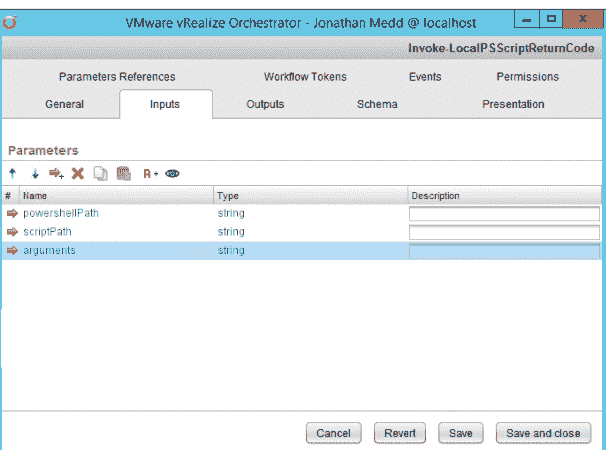 VMware vRealize Orchestrator - Jonathan Medd @ localhost
Invoke-LocalPSScriptReturnCode
Parameters References Workflow Tokens Events Permissions
General Inputs Outputs Schema Presentation
Parameters
# Name Type Description
powershellPath string
scriptPath string
arguments string
Cancel Revert Save Save and close